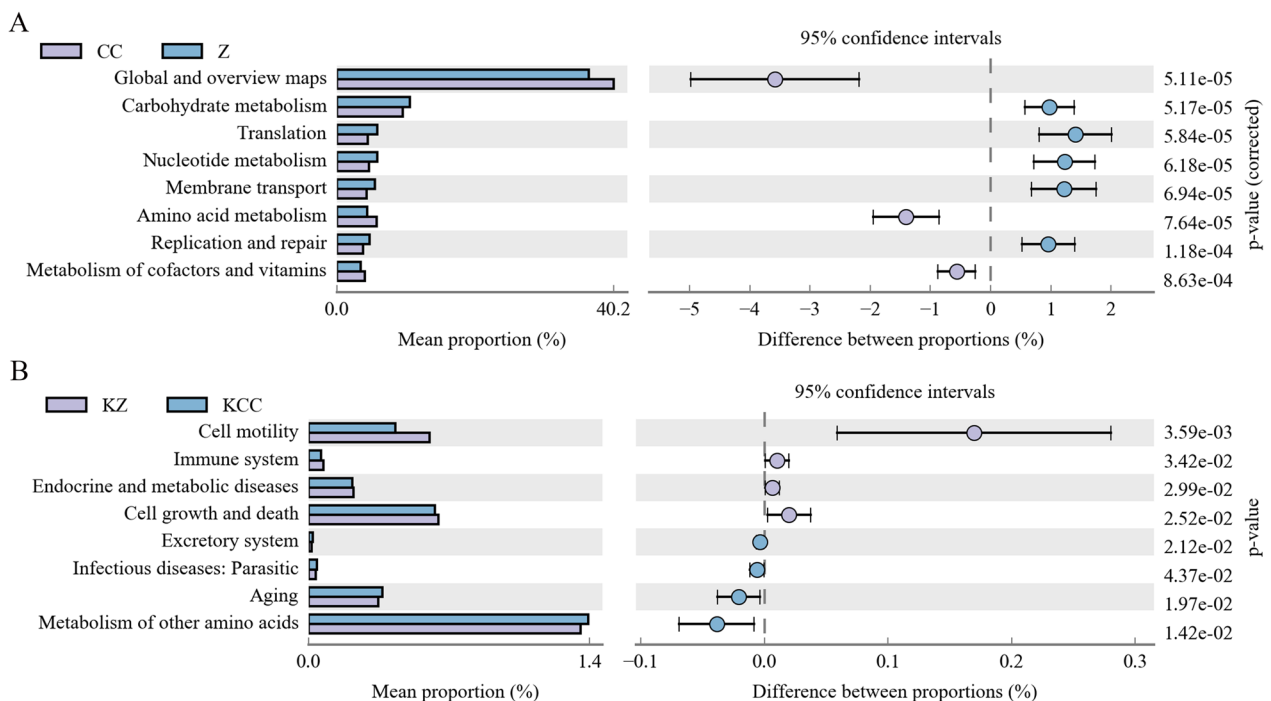 A
CC Z
95% confidence intervals
Global and overview maps 5.11e-05
Carbohydrate metabolism 5.17e-05
Translation 5.84e-05
Nucleotide metabolism 6.18e-05
Membrane transport 6.94e-05
Amino acid metabolism 7.64e-05
Replication and repair 1.18e-04
Metabolism of cofactors and vitamins 8.63e-04
p-value (corrected)
0.0 40.2 −5 −4 −3 −2 −1 0 1 2
Mean proportion (%) Difference between proportions (%)
B
KZ KCC
95% confidence intervals
Cell motility 3.59e-03
Immune system 3.42e-02
Endocrine and metabolic diseases 2.99e-02
Cell growth and death 2.52e-02
Excretory system 2.12e-02
Infectious diseases: Parasitic 4.37e-02
Aging 1.97e-02
Metabolism of other amino acids 1.42e-02
p-value
0.0 1.4 −0.1 0.0 0.1 0.2 0.3
Mean proportion (%) Difference between proportions (%)